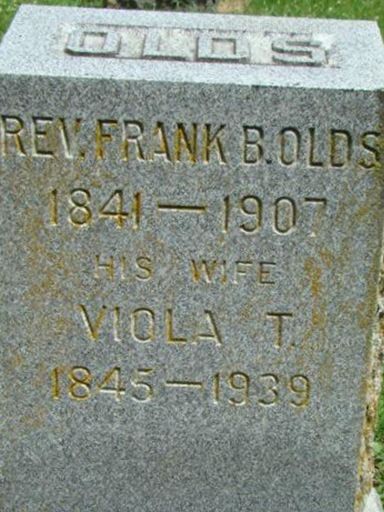 OLDS
REV. FRANK B. OLDS
1841 — 1907
HIS WIFE
VIOLA T.
1845 — 1939